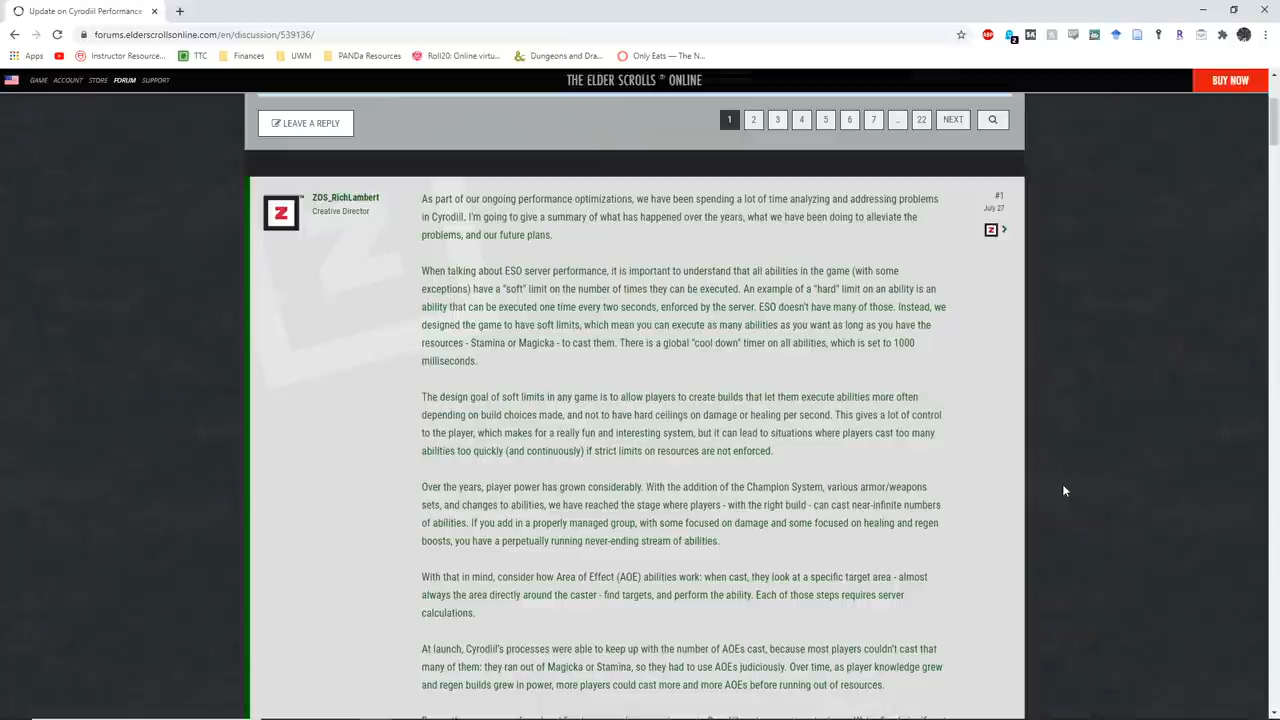 Update on Cyrodiil Performance
forums.elderscrollsonline.com/en/discussion/539136/
Apps
Instructor Resource...
TTC
Finances
UWM
PANDa Resources
Roll20: Online virtu...
Dungeons and Dra...
Only Eats — The N...
GAME ACCOUNT STORE FORUM SUPPORT
THE ELDER SCROLLS ® ONLINE
BUY NOW
LEAVE A REPLY
1 2 3 4 5 6 7 ... 22 NEXT
ZOS_RichLambert
Creative Director
#1
July 27
As part of our ongoing performance optimizations, we have been spending a lot of time analyzing and addressing problems
in Cyrodiil. I'm going to give a summary of what has happened over the years, what we have been doing to alleviate the
problems, and our future plans.
When talking about ESO server performance, it is important to understand that all abilities in the game (with some
exceptions) have a "soft" limit on the number of times they can be executed. An example of a "hard" limit on an ability is an
ability that can be executed one time every two seconds, enforced by the server. ESO doesn't have many of those. Instead, we
designed the game to have soft limits, which mean you can execute as many abilities as you want as long as you have the
resources - Stamina or Magicka - to cast them. There is a global "cool down" timer on all abilities, which is set to 1000
milliseconds.
The design goal of soft limits in any game is to allow players to create builds that let them execute abilities more often
depending on build choices made, and not to have hard ceilings on damage or healing per second. This gives a lot of control
to the player, which makes for a really fun and interesting system, but it can lead to situations where players cast too many
abilities too quickly (and continuously) if strict limits on resources are not enforced.
Over the years, player power has grown considerably. With the addition of the Champion System, various armor/weapons
sets, and changes to abilities, we have reached the stage where players - with the right build - can cast near-infinite numbers
of abilities. If you add in a properly managed group, with some focused on damage and some focused on healing and regen
boosts, you have a perpetually running never-ending stream of abilities.
With that in mind, consider how Area of Effect (AOE) abilities work: when cast, they look at a specific target area - almost
always the area directly around the caster - find targets, and perform the ability. Each of those steps requires server
calculations.
At launch, Cyrodiil's processes were able to keep up with the number of AOEs cast, because most players couldn't cast that
many of them: they ran out of Magicka or Stamina, so they had to use AOEs judiciously. Over time, as player knowledge grew
and regen builds grew in power, more players could cast more and more AOEs before running out of resources.